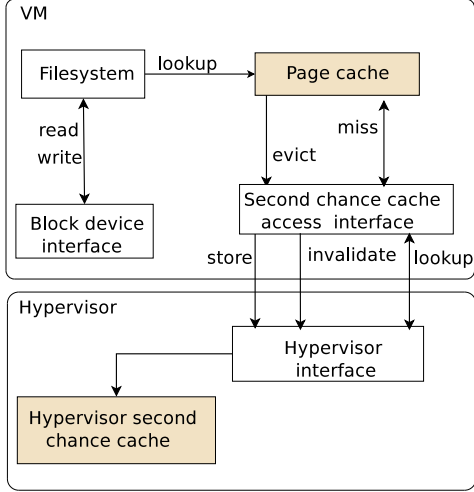 VM
Filesystem
lookup
Page cache
read
write
miss
evict
Second chance cache
access interface
Block device
interface
store
invalidate
lookup
Hypervisor
Hypervisor
interface
Hypervisor second
chance cache